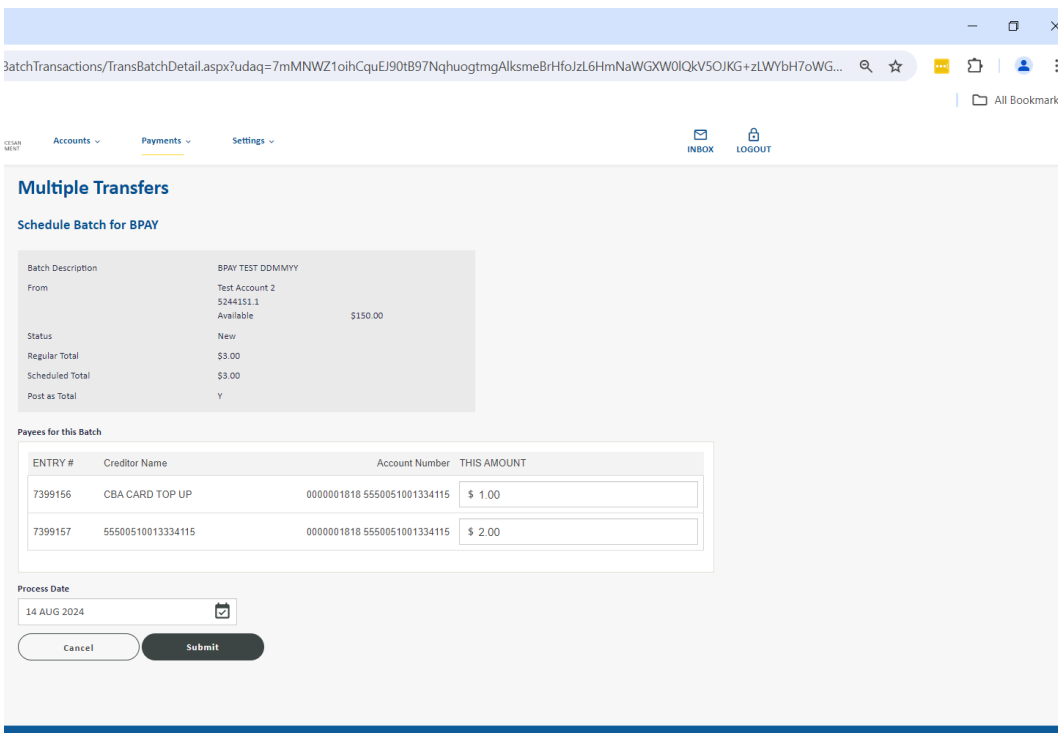 BatchTransactions/TransBatchDetail.aspx?udaq=7mMNWZ1oihCquEJ90tB97NqhuogtmgAlksmeBrHfoJzL6HmNaWGXW0lQkV5OJKG+zLWYbH7oWG...
All Bookmark
CESAN
MENT
Accounts Payments Settings
INBOX LOGOUT
Multiple Transfers
Schedule Batch for BPAY
Batch Description BPAY TEST DDMMYY
From Test Account 2
5244151.1
Available $150.00
Status New
Regular Total $3.00
Scheduled Total $3.00
Post as Total Y
Payees for this Batch
ENTRY # Creditor Name Account Number THIS AMOUNT
7399156 CBA CARD TOP UP 0000001818 5550051001334115 $ 1.00
7399157 55500510013334115 0000001818 5550051001334115 $ 2.00
Process Date
14 AUG 2024
Cancel Submit